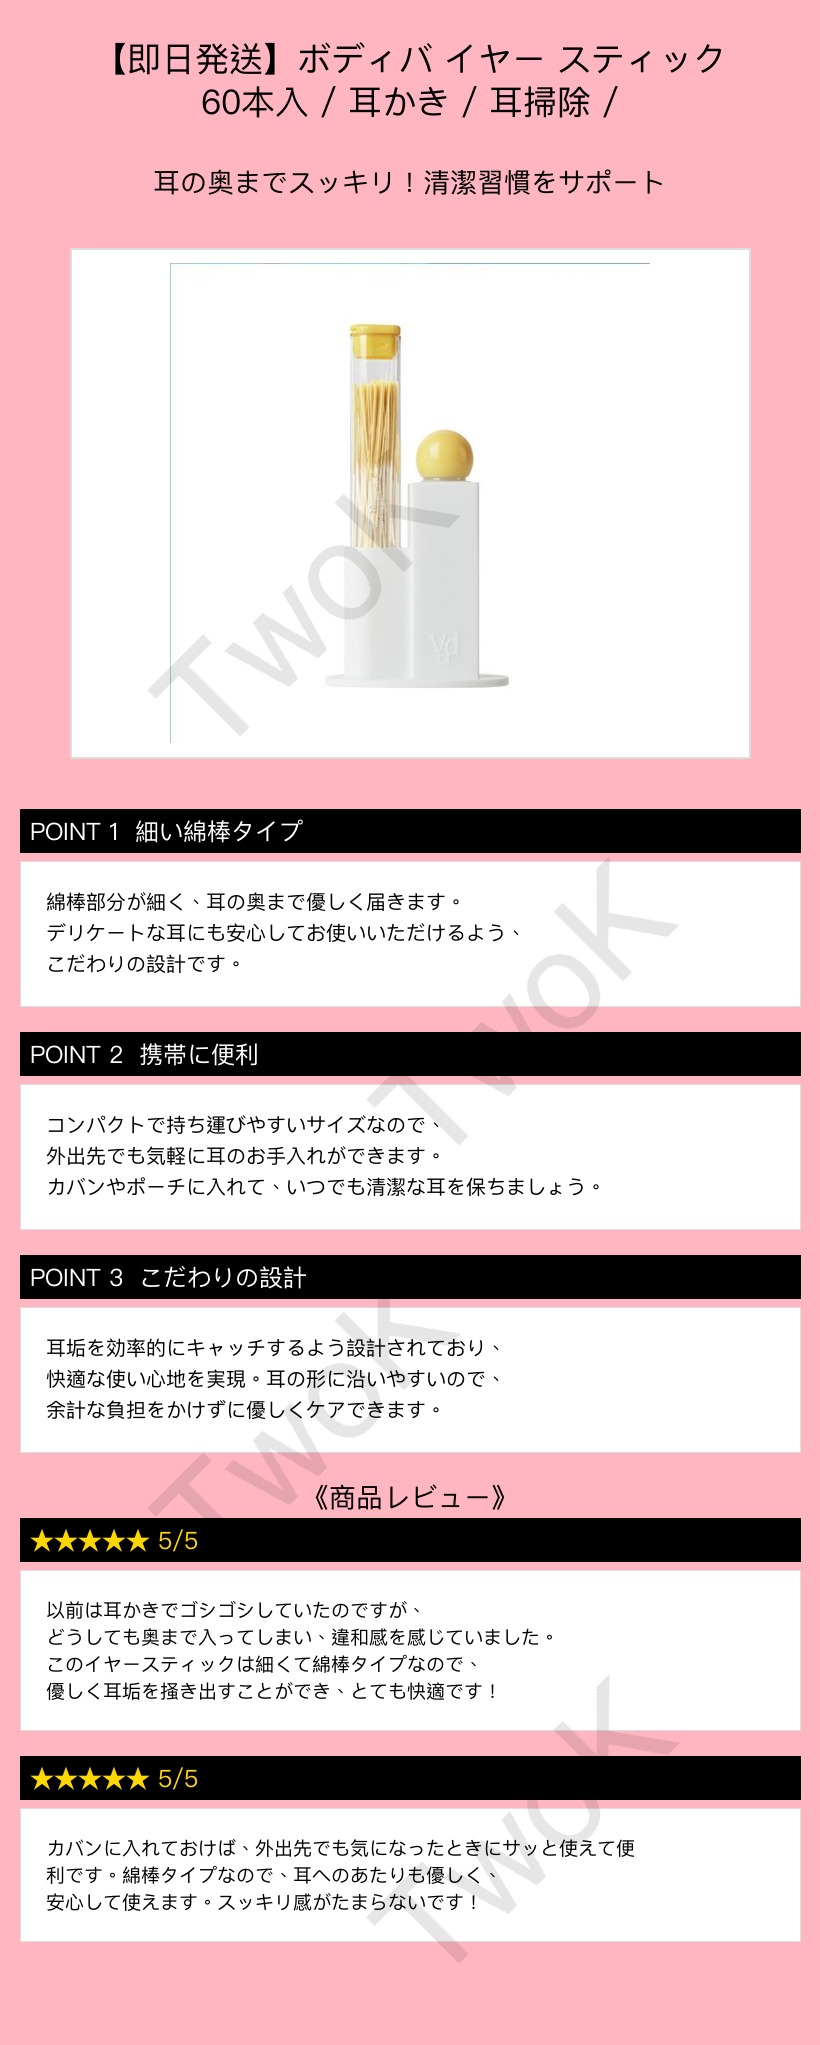 【即日発送】ボディバ イヤー スティック
60本入 / 耳かき / 耳掃除 /
耳の奥までスッキリ！清潔習慣をサポート
TwoK
POINT 1 細い綿棒タイプ
綿棒部分が細く、耳の奥まで優しく届きます。
デリケートな耳にも安心してお使いいただけるよう、
こだわりの設計です。
TwoK
POINT 2 携帯に便利
コンパクトで持ち運びやすいサイズなので、
外出先でも気軽に耳のお手入れができます。
カバンやポーチに入れて、いつでも清潔な耳を保ちましょう。
POINT 3 こだわりの設計
耳垢を効率的にキャッチするよう設計されており、
快適な使い心地を実現。耳の形に沿いやすいので、
余計な負担をかけずに優しくケアできます。
TwoK
《商品レビュー》
★★★★★ 5/5
以前は耳かきでゴシゴシしていたのですが、
どうしても奥まで入ってしまい、違和感を感じていました。
このイヤースティックは細くて綿棒タイプなので、
優しく耳垢を掻き出すことができ、とても快適です！
★★★★★ 5/5
カバンに入れておけば、外出先でも気になったときにサッと使えて便
利です。綿棒タイプなので、耳へのあたりも優しく、
安心して使えます。スッキリ感がたまらないです！
TwoK